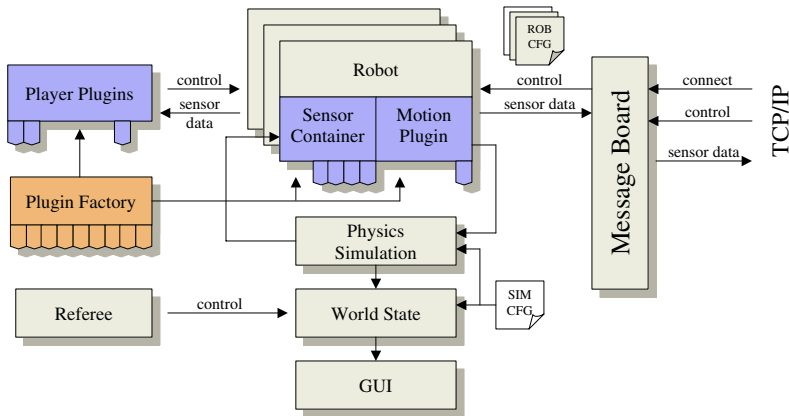 ROB
CFG
Robot
Player Plugins
control
sensor
data
control
sensor data
connect
control
sensor data
TCP/IP
Message Board
Sensor
Container
Motion
Plugin
Plugin Factory
Physics
Simulation
SIM
CFG
Referee
control
World State
GUI